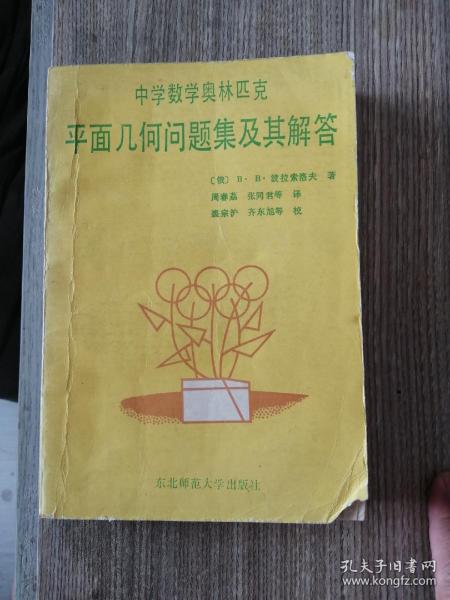 中学数学奥林匹克
平面几何问题集及其解答
〔俄〕 B·B·波拉索洛夫 著
周春荔 张同君等 译
裘宗沪 齐东旭等 校
东北师范大学出版社
孔夫子旧书网
www.kongfz.com